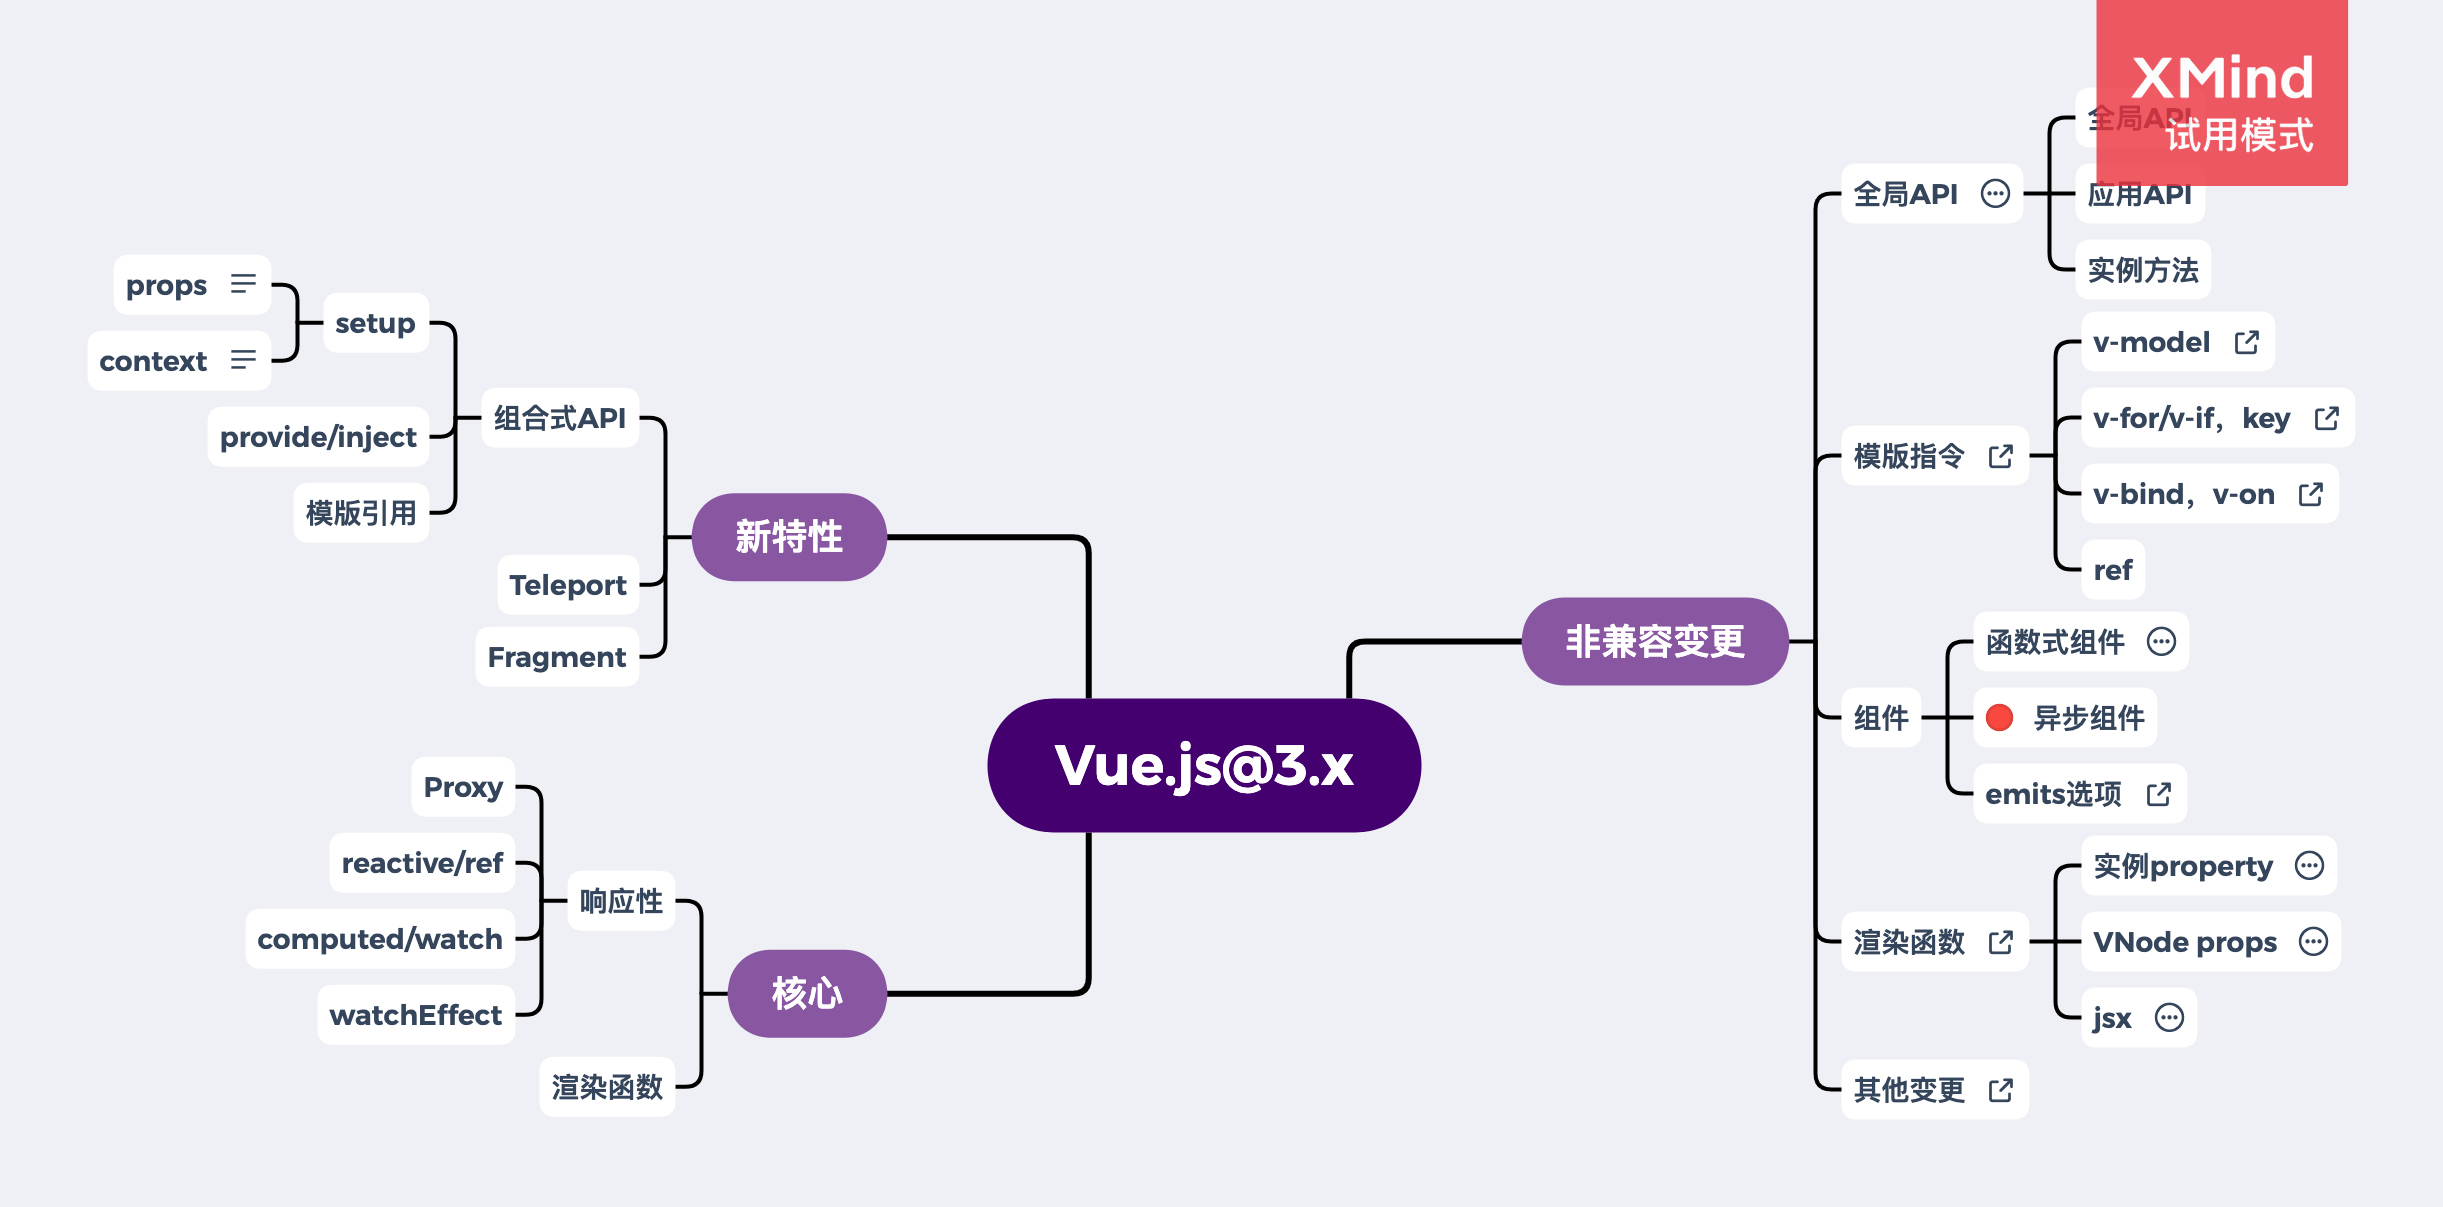 Vue.js@3.x
新特性
组合式API
setup
props
context
provide/inject
模版引用
Teleport
Fragment
核心
响应性
Proxy
reactive/ref
computed/watch
watchEffect
渲染函数
非兼容变更
全局API
全局API
应用API
实例方法
模版指令
v-model
v-for/v-if，key
v-bind，v-on
ref
组件
函数式组件
异步组件
emits选项
渲染函数
实例property
VNode props
jsx
其他变更
XMind
试用模式